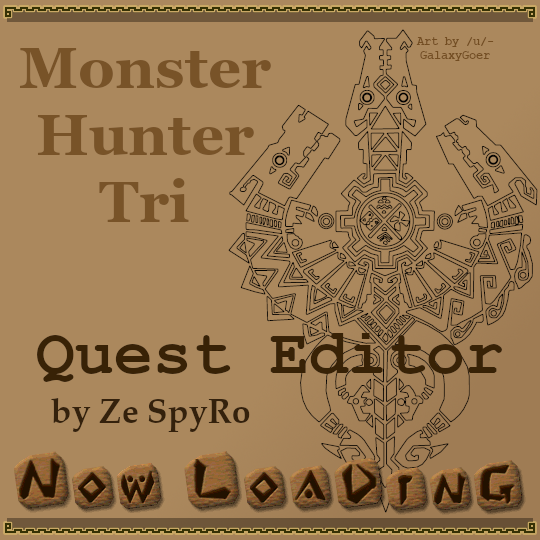 Art by /u/-
GalaxyGoer
Monster
Hunter
Tri
Quest Editor
by Ze SpyRo
Now Loading